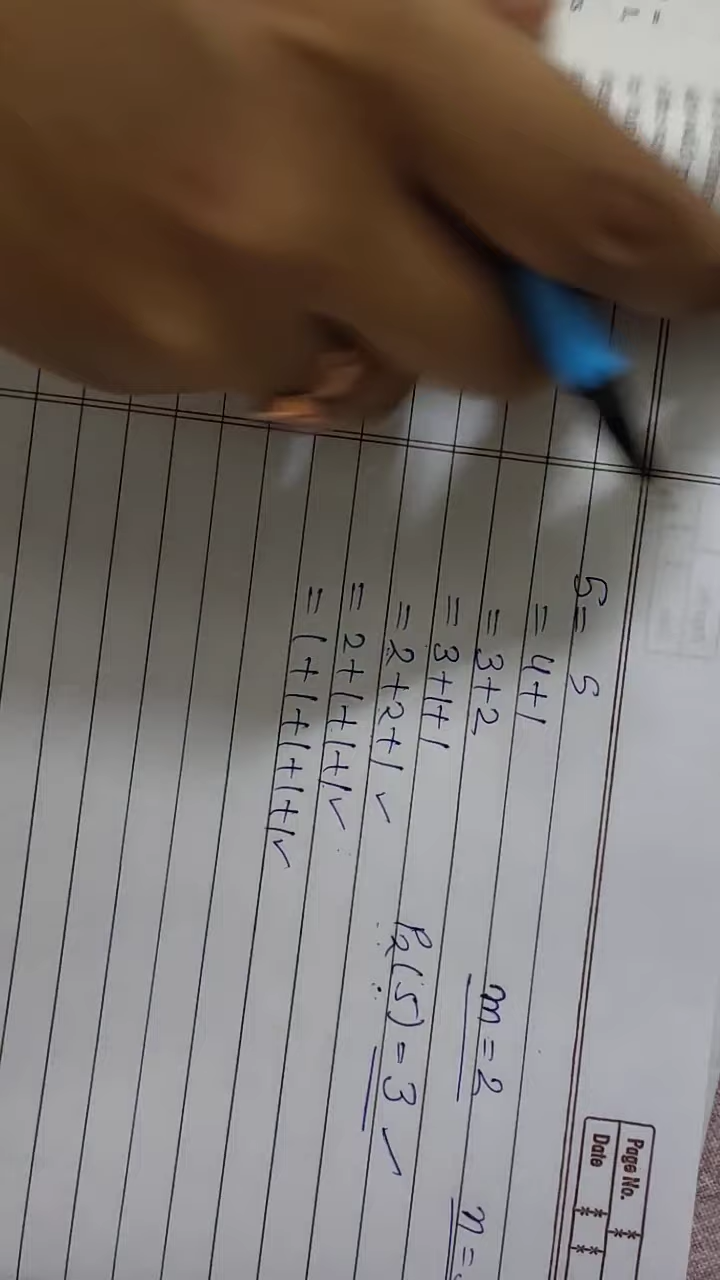 Page No.
Date
5 = 5
= 4+1
= 3+2
= 3+1+1
= 2+2+1 ✓
= 2+1+1+1 ✓
= 1+1+1+1+1 ✓
m = 2
n =
P₂(5) = 3 ✓